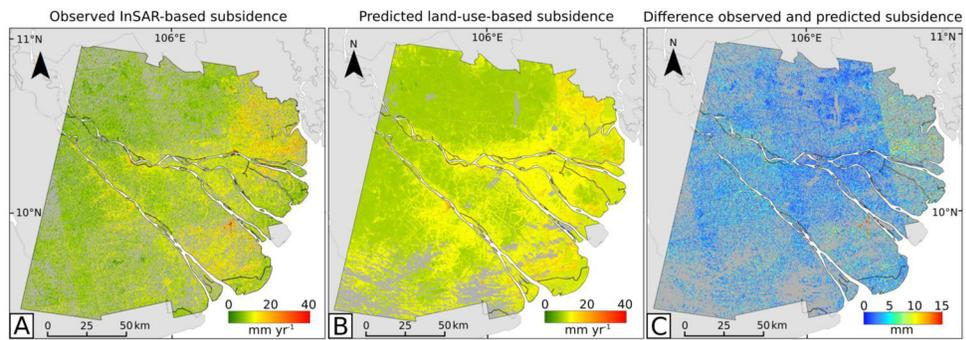 Observed InSAR-based subsidence
11°N
106°E
10°N
A
0 25 50 km
0 20 40
mm yr⁻¹
Predicted land-use-based subsidence
N
106°E
B
0 25 50 km
0 20 40
mm yr⁻¹
Difference observed and predicted subsidence
N
106°E
11°N
10°N
C
0 25 50 km
0 5 10 15
mm